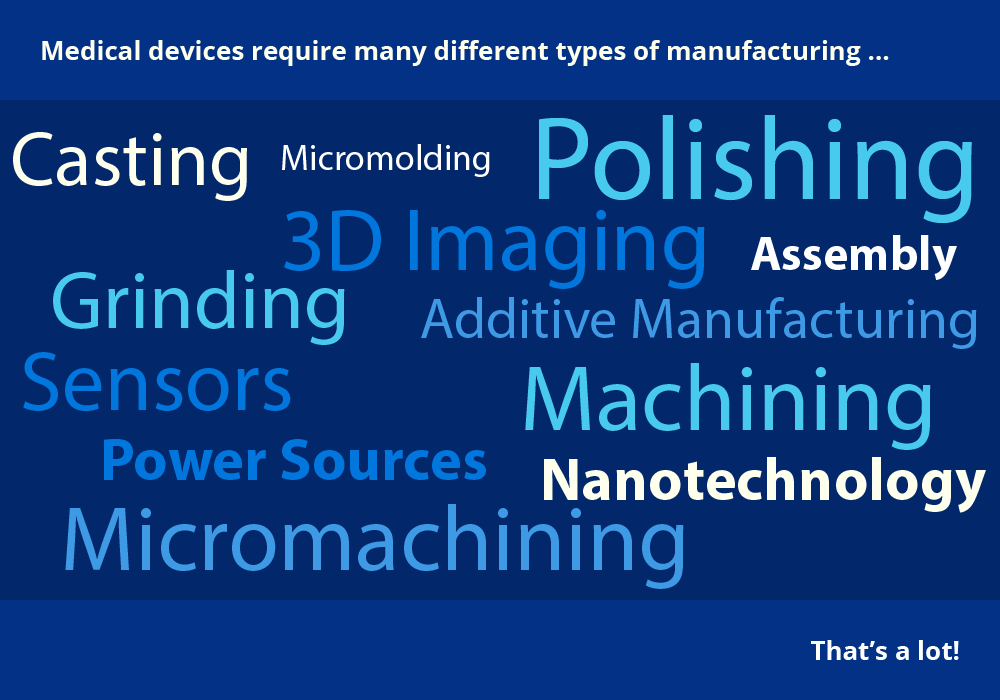 Medical devices require many different types of manufacturing ...
Casting
Micromolding
Polishing
3D Imaging
Assembly
Grinding
Additive Manufacturing
Sensors
Machining
Power Sources
Nanotechnology
Micromachining
That’s a lot!